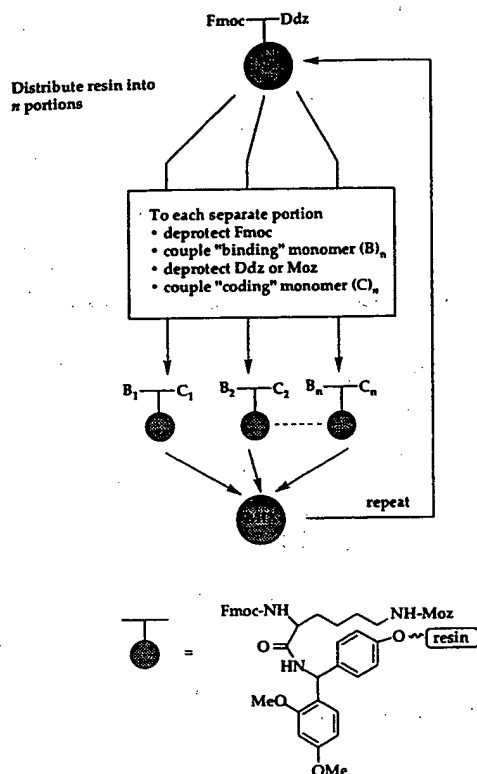 Fmoc Ddz
Distribute resin into
n portions
To each separate portion
• deprotect Fmoc
• couple "binding" monomer (B)n
• deprotect Ddz or Moz
• couple "coding" monomer (C)n
B1 C1 B2 C2 Bn Cn
repeat
Fmoc-NH NH-Moz
= O O resin
HN
MeO
OMe